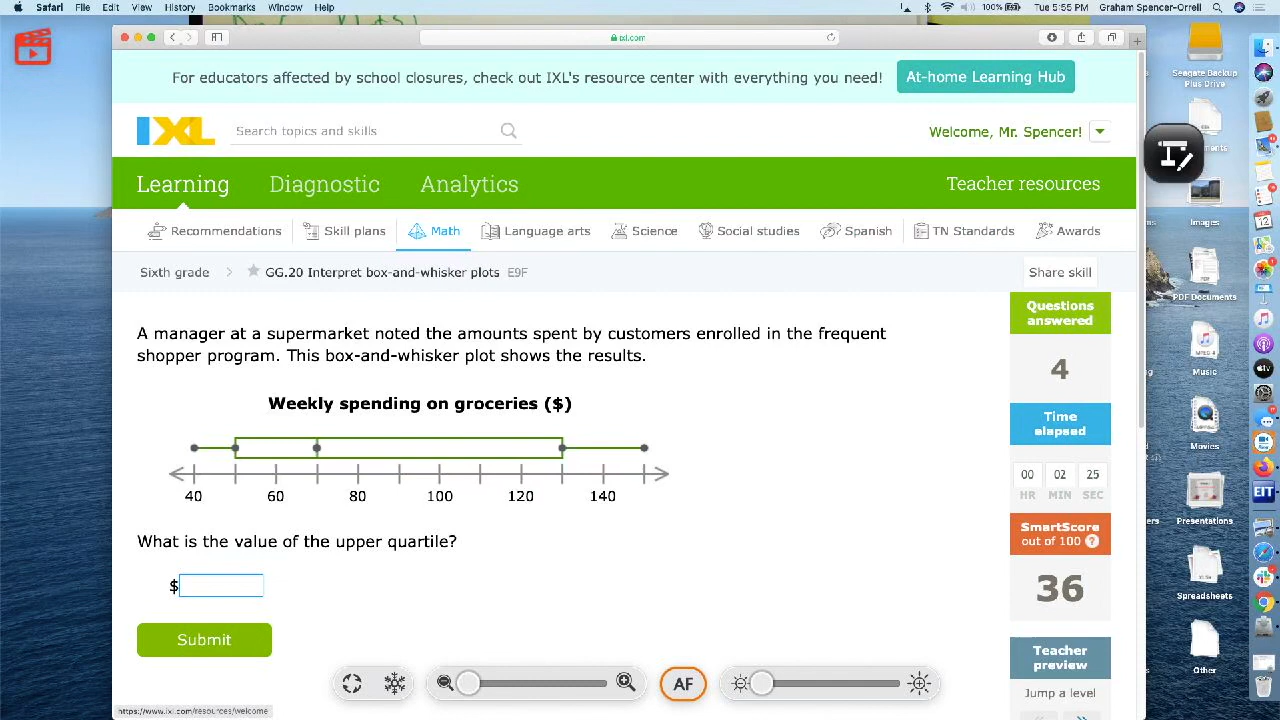 Safari File Edit View History Bookmarks Window Help 100% Tue 5:55 PM Graham Spencer-Orrell
ixl.com
For educators affected by school closures, check out IXL's resource center with everything you need! At-home Learning Hub
Seagate Backup
Plus Drive
IXL Search topics and skills Welcome, Mr. Spencer!
Learning Diagnostic Analytics Teacher resources
Images
Recommendations Skill plans Math Language arts Science Social studies Spanish TN Standards Awards
Sixth grade > GG.20 Interpret box-and-whisker plots E9F Share skill
PDF Documents
Questions
answered
4
A manager at a supermarket noted the amounts spent by customers enrolled in the frequent
shopper program. This box-and-whisker plot shows the results.
Music
Weekly spending on groceries ($)
Time
elapsed
00 02 25
HR MIN SEC
40 60 80 100 120 140
Movies
What is the value of the upper quartile?
SmartScore
out of 100 ?
36
$
Presentations
Submit
Spreadsheets
Teacher
preview
Jump a level
AF
Other
https://www.ixl.com/resources/welcome
tv
EIT